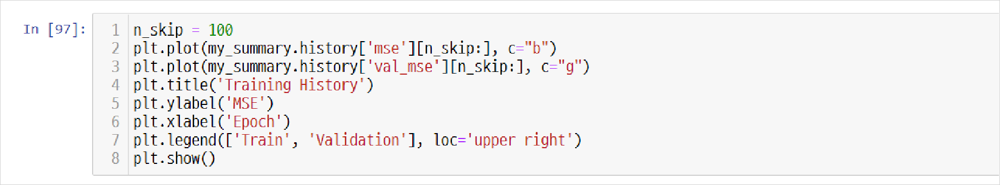 In [97]:
1 n_skip = 100
2 plt.plot(my_summary.history['mse'][n_skip:], c="b")
3 plt.plot(my_summary.history['val_mse'][n_skip:], c="g")
4 plt.title('Training History')
5 plt.ylabel('MSE')
6 plt.xlabel('Epoch')
7 plt.legend(['Train', 'Validation'], loc='upper right')
8 plt.show()